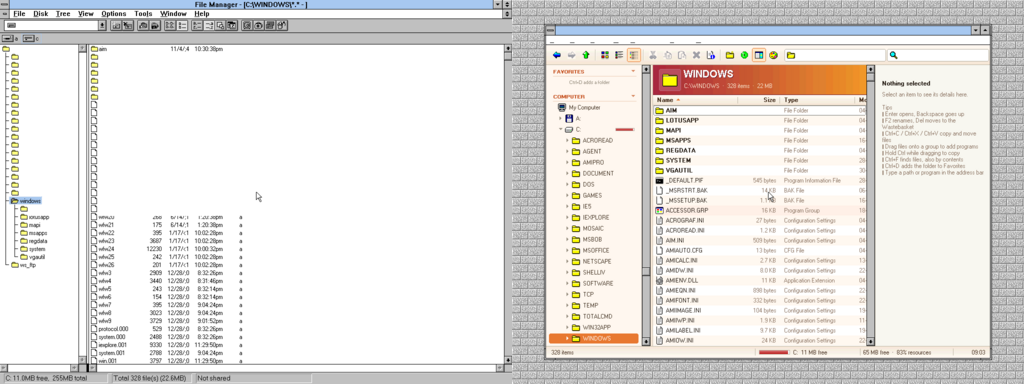 File Manager - [C:\WINDOWS\*.* - ]
File Disk Tree View Options Tools Window Help
a c
aim 11/4/,4 10:30:38pm
windows
lotusapp
mapi
msapps
regdata
system
vgautil
ws_ftp
wfw20 268 6/14/,1 1:20:38pm a
wfw21 175 6/14/,1 1:20:38pm a
wfw22 395 1/17/<1 10:02:28pm a
wfw23 3687 1/17/<1 10:02:28pm a
wfw24 12230 1/17/<1 10:00:32pm a
wfw25 242 1/17/<1 10:02:28pm a
wfw26 201 1/17/<1 10:02:28pm a
wfw3 2909 12/28/,0 8:32:26pm a
wfw4 3440 12/28/,0 8:31:46pm a
wfw5 243 12/28/,0 8:32:14pm a
wfw6 154 12/28/,0 8:32:14pm a
wfw7 395 12/28/,0 9:04:24pm a
wfw8 3023 12/28/,0 9:04:24pm a
wfw9 3729 12/28/,0 9:01:52pm a
protocol.000 529 12/28/,0 8:32:26pm a
system.000 2488 12/28/,0 8:32:26pm a
iexplore.001 9330 12/28/,0 11:29:50pm a
system.001 2788 12/28/,0 9:04:24pm a
win.001 3797 12/28/,0 11:29:50pm a
C: 11.0MB free, 255MB total Total 328 file(s) (22.6MB) Not shared
FAVORITES
Ctrl+D adds a folder
COMPUTER
My Computer
A:
C:
ACROREAD
AGENT
AMIPRO
DOCUMENT
DOS
GAMES
IE5
IEXPLORE
MOSAIC
MSBOB
MSOFFICE
NETSCAPE
SHELLIV
SOFTWARE
TCP
TEMP
TOTALCMD
WIN32APP
WINDOWS
WINDOWS
C:\WINDOWS · 328 items · 22 MB
Name Size Type
AIM File Folder 04-
LOTUSAPP File Folder 04-
MAPI File Folder 04-
MSAPPS File Folder 04-
REGDATA File Folder 04-
SYSTEM File Folder 04-
VGAUTIL File Folder 04-
_DEFAULT.PIF 545 bytes Program Information File
_MSRSTRT.BAK 14 KB BAK File
_MSSETUP.BAK BAK File
ACCESSOR.GRP 16 KB Program Group
ACROGRAF.INI 27 bytes Configuration Settings
ACROREAD.INI 1.2 KB Configuration Settings
AIM.INI 509 bytes Configuration Settings
AMIAUTO.CFG 13 bytes CFG File
AMICALC.INI 2.7 KB Configuration Settings
AMIDW.INI 8.0 KB Configuration Settings
AMIENV.DLL 11 KB Application Extension
AMIEQN.INI 898 bytes Configuration Settings
AMIFONT.INI 332 bytes Configuration Settings
AMIIMAGE.INI 104 bytes Configuration Settings
AMIIWP.INI 1.9 KB Configuration Settings
AMILABEL.INI 9.7 KB Configuration Settings
AMIOW.INI 24 KB Configuration Settings
Nothing selected
Select an item to see its details here.
Tips
Enter opens, Backspace goes up
F2 renames, Del moves to the
Wastebasket
Ctrl+C / Ctrl+X / Ctrl+V copy and move
files
Drag files onto a group to add programs
Hold Ctrl while dragging to copy
Ctrl+F finds files, also by contents
Ctrl+D adds the folder to Favorites
Type a path or program in the address bar
328 items C: 11 MB free 65 MB free · 83% resources 09:03